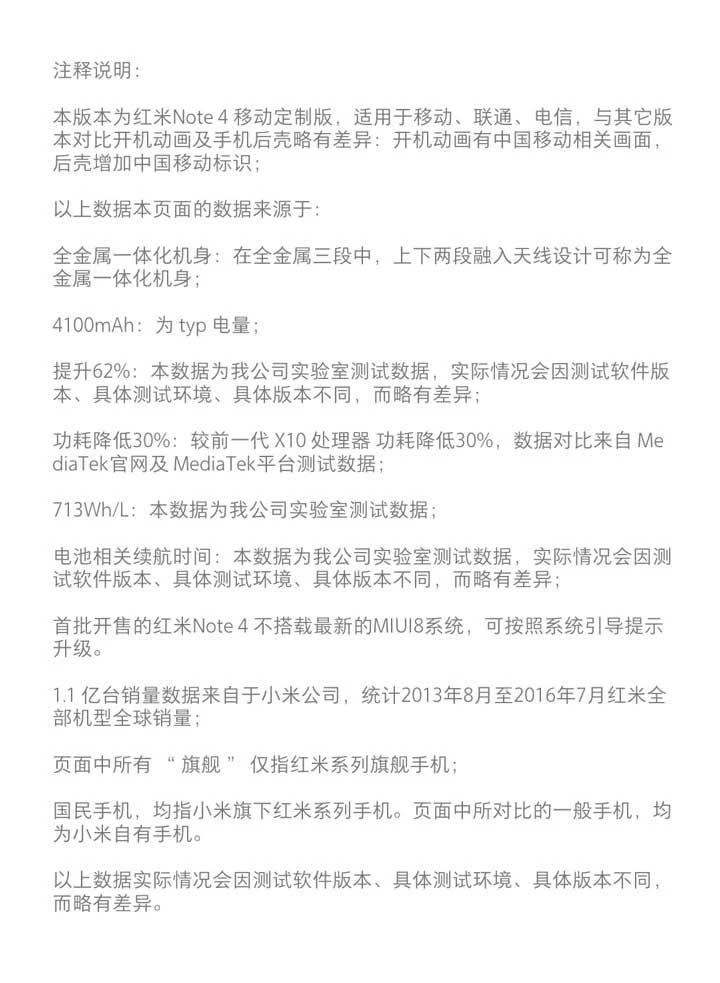 注释说明：
本版本为红米Note 4 移动定制版，适用于移动、联通、电信，与其它版
本对比开机动画及手机后壳略有差异：开机动画有中国移动相关画面，
后壳增加中国移动标识；
以上数据本页面的数据来源于：
全金属一体化机身：在全金属三段中，上下两段融入天线设计可称为全
金属一体化机身；
4100mAh：为 typ 电量；
提升62%：本数据为我公司实验室测试数据，实际情况会因测试软件版
本、具体测试环境、具体版本不同，而略有差异；
功耗降低30%：较前一代 X10 处理器 功耗降低30%，数据对比来自 Me
diaTek官网及 MediaTek平台测试数据；
713Wh/L：本数据为我公司实验室测试数据；
电池相关续航时间：本数据为我公司实验室测试数据，实际情况会因测
试软件版本、具体测试环境、具体版本不同，而略有差异；
首批开售的红米Note 4 不搭载最新的MIUI8系统，可按照系统引导提示
升级。
1.1 亿台销量数据来自于小米公司，统计2013年8月至2016年7月红米全
部机型全球销量；
页面中所有 “ 旗舰 ” 仅指红米系列旗舰手机；
国民手机，均指小米旗下红米系列手机。页面中所对比的一般手机，均
为小米自有手机。
以上数据实际情况会因测试软件版本、具体测试环境、具体版本不同，
而略有差异。